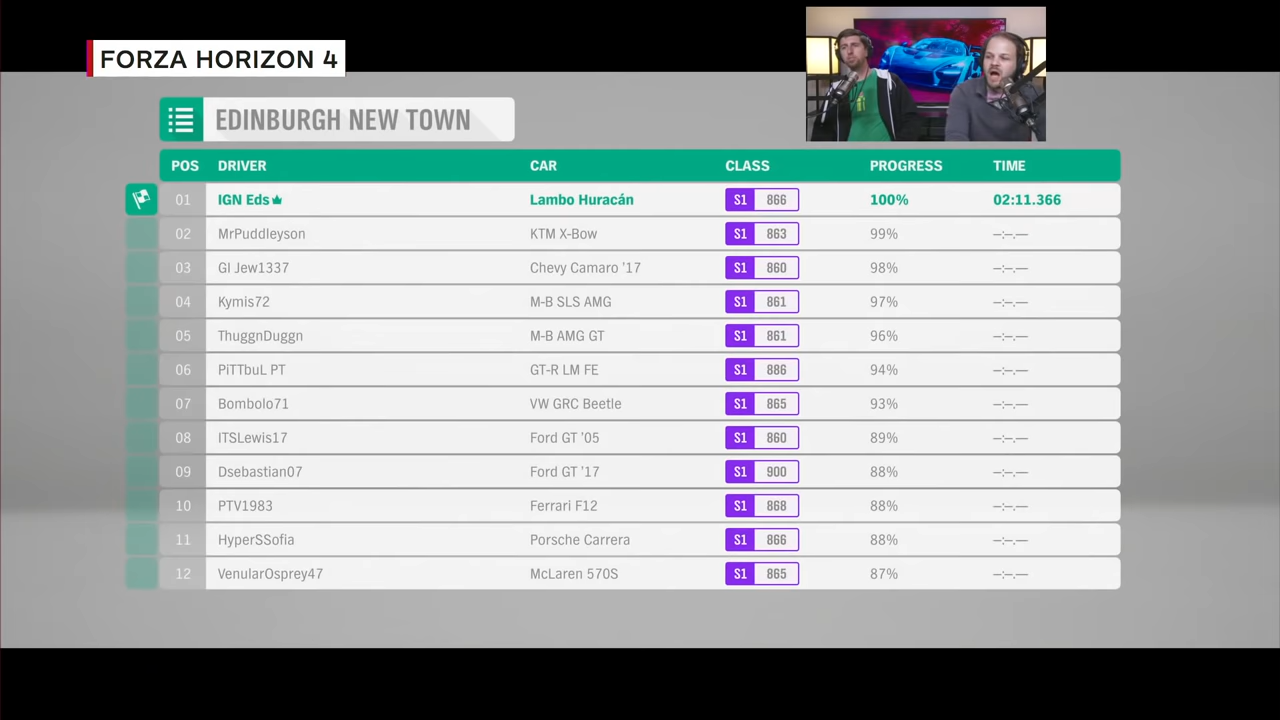 FORZA HORIZON 4
EDINBURGH NEW TOWN
POS DRIVER CAR CLASS PROGRESS TIME
01 IGN Eds Lambo Huracán S1 866 100% 02:11.366
02 MrPuddleyson KTM X-Bow S1 863 99% --:--.---
03 GI Jew1337 Chevy Camaro '17 S1 860 98% --:--.---
04 Kymis72 M-B SLS AMG S1 861 97% --:--.---
05 ThuggnDuggn M-B AMG GT S1 861 96% --:--.---
06 PiTTbuL PT GT-R LM FE S1 886 94% --:--.---
07 Bombolo71 VW GRC Beetle S1 865 93% --:--.---
08 ITSLewis17 Ford GT '05 S1 860 89% --:--.---
09 Dsebastian07 Ford GT '17 S1 900 88% --:--.---
10 PTV1983 Ferrari F12 S1 868 88% --:--.---
11 HyperSSofia Porsche Carrera S1 866 88% --:--.---
12 VenularOsprey47 McLaren 570S S1 865 87% --:--.---